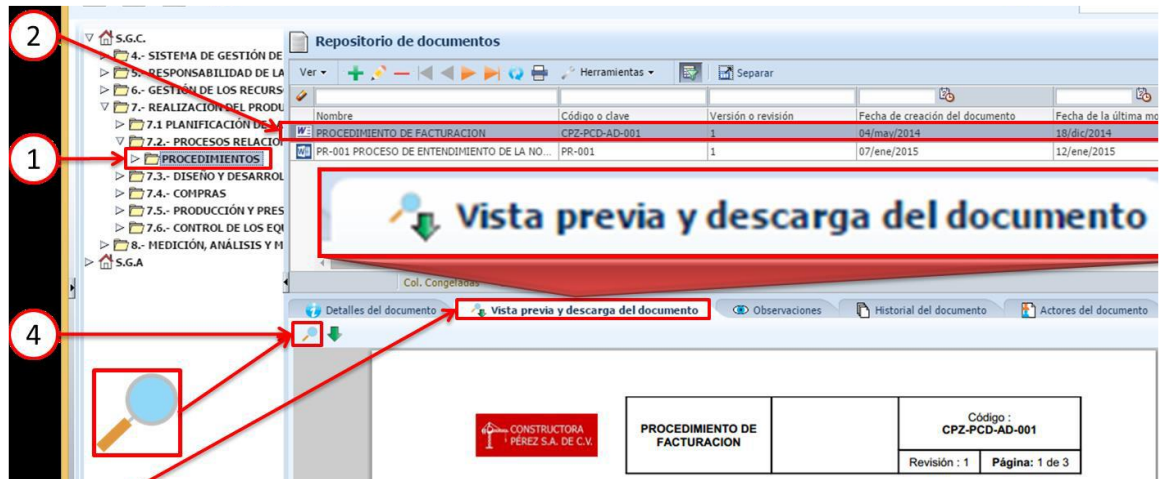 2
S.G.C.
4.- SISTEMA DE GESTIÓN DE
5.- RESPONSABILIDAD DE LA
6.- GESTIÓN DE LOS RECURS
7.- REALIZACIÓN DEL PRODU
7.1 PLANIFICACIÓN DE
7.2.- PROCESOS RELACIO
1
PROCEDIMIENTOS
7.3.- DISEÑO Y DESARROL
7.4.- COMPRAS
7.5.- PRODUCCIÓN Y PRES
7.6.- CONTROL DE LOS EQU
8.- MEDICIÓN, ANÁLISIS Y M
S.G.A
Repositorio de documentos
Ver Herramientas Separar
Nombre Código o clave Versión o revisión Fecha de creación del documento Fecha de la última mo
PROCEDIMIENTO DE FACTURACION CPZ-PCD-AD-001 1 04/may/2014 18/dic/2014
PR-001 PROCESO DE ENTENDIMIENTO DE LA NO... PR-001 1 07/ene/2015 12/ene/2015
Vista previa y descarga del documento
Col. Congeladas
Detalles del documento Vista previa y descarga del documento Observaciones Historial del documento Actores del documento
4
CONSTRUCTORA
PÉREZ S.A. DE C.V.
PROCEDIMIENTO DE
FACTURACION
Código :
CPZ-PCD-AD-001
Revisión : 1 Página: 1 de 3